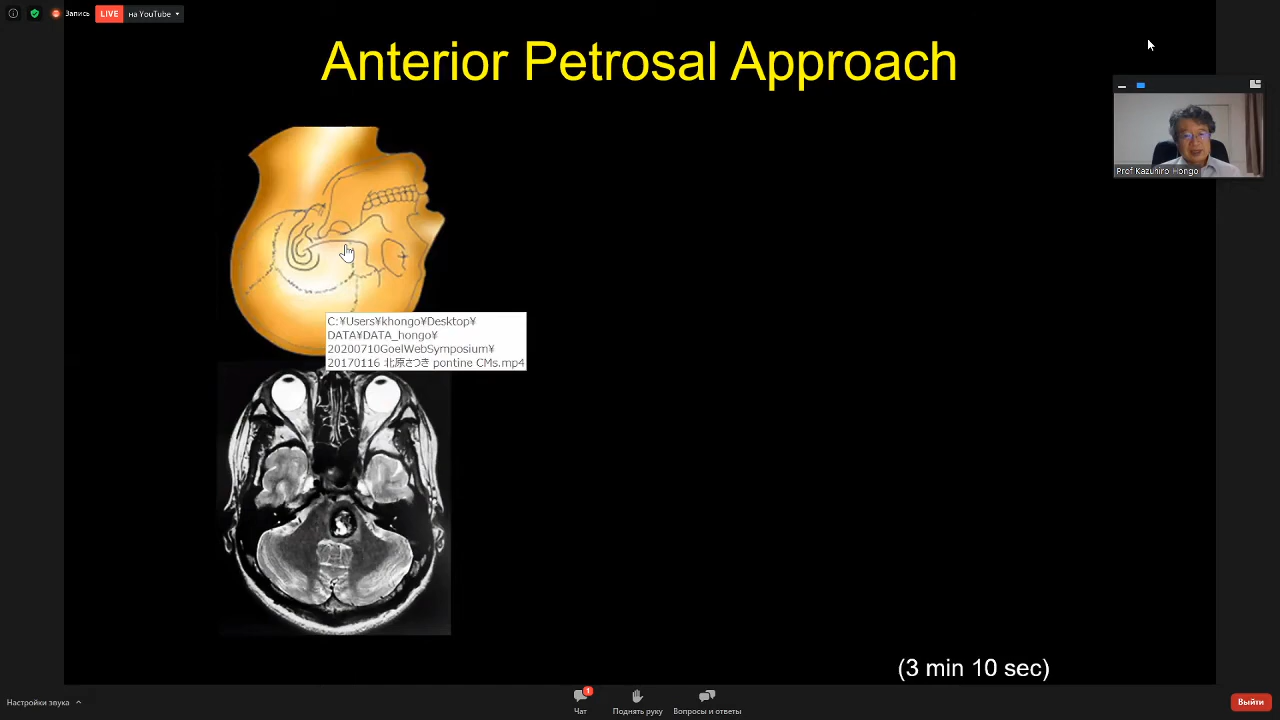 Запись
LIVE
на YouTube
Anterior Petrosal Approach
Prof Kazuhiro Hongo
C:¥Users¥khongo¥Desktop¥
DATA¥DATA_hongo¥
20200710GoelWebSymposium¥
20170116 北原さつき pontine CMs.mp4
(3 min 10 sec)
Настройки звука
1
Чат
Поднять руку
Вопросы и ответы
Выйти